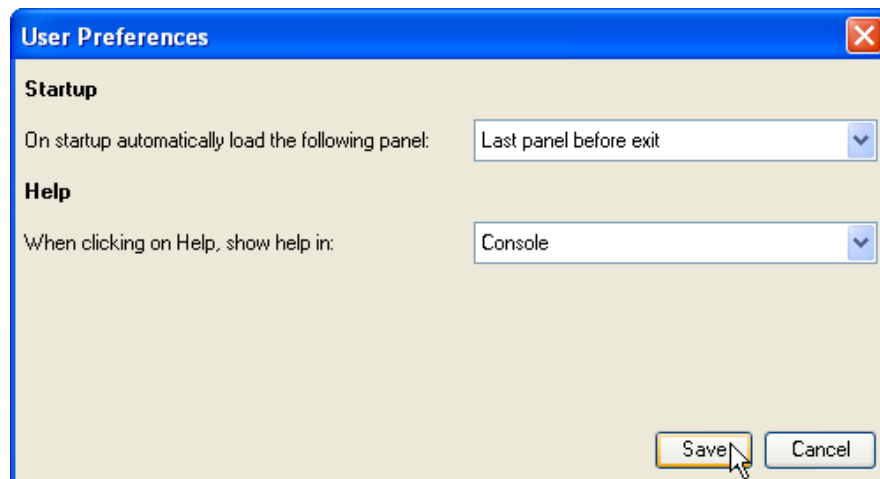 User Preferences
Startup
On startup automatically load the following panel: Last panel before exit
Help
When clicking on Help, show help in: Console
Save Cancel